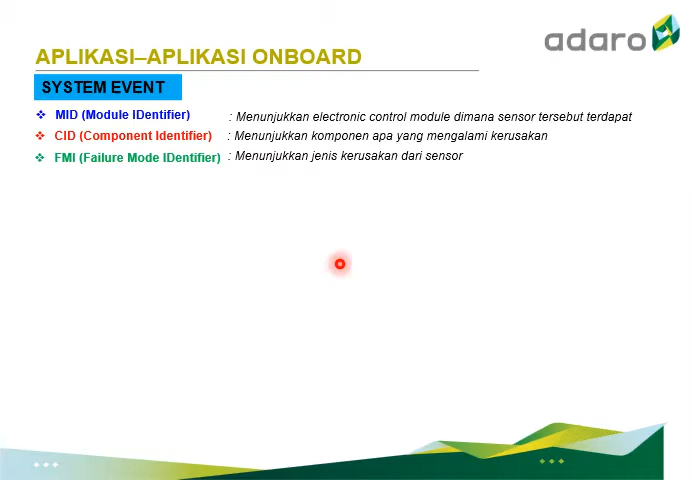 adaro
APLIKASI–APLIKASI ONBOARD
SYSTEM EVENT
❖ MID (Module IDentifier) : Menunjukkan electronic control module dimana sensor tersebut terdapat
❖ CID (Component Identifier) : Menunjukkan komponen apa yang mengalami kerusakan
❖ FMI (Failure Mode IDentifier) : Menunjukkan jenis kerusakan dari sensor